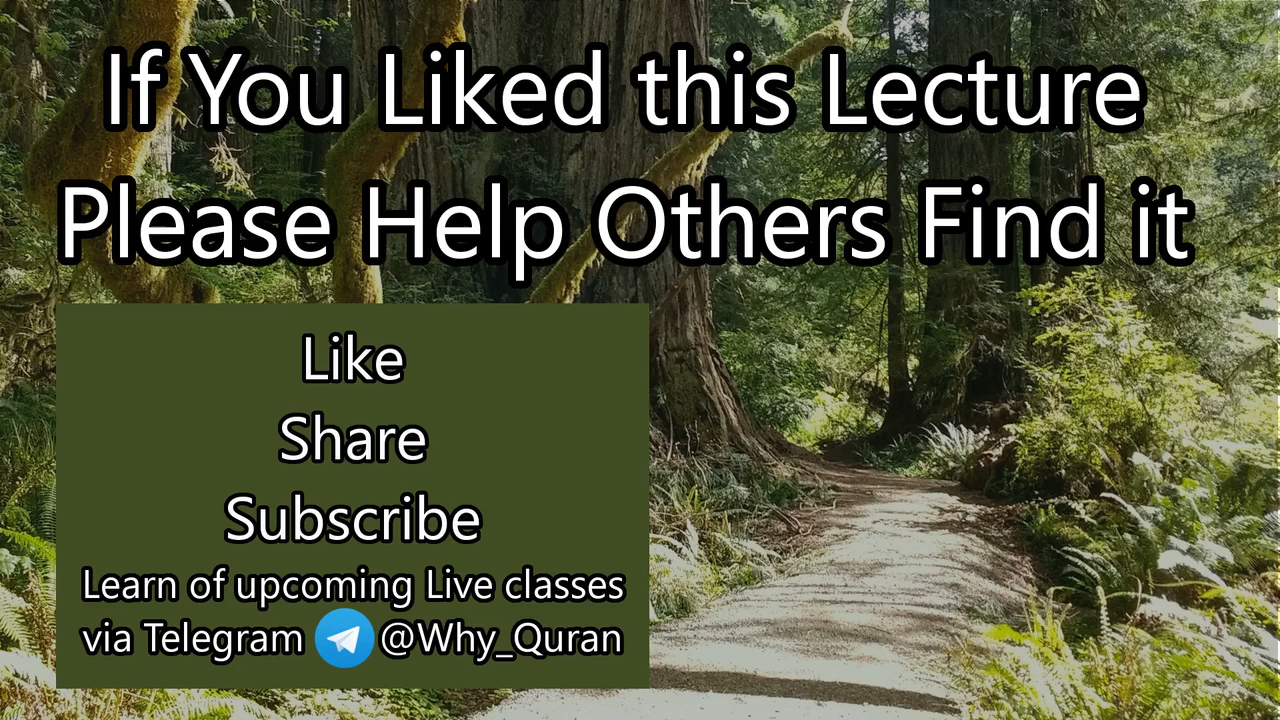 If You Liked this Lecture
Please Help Others Find it
Like
Share
Subscribe
Learn of upcoming Live classes
via Telegram @Why_Quran